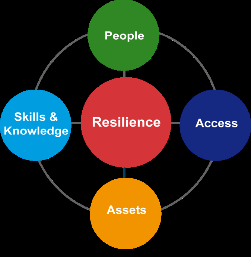 People
Skills &
Knowledge
Resilience
Access
Assets